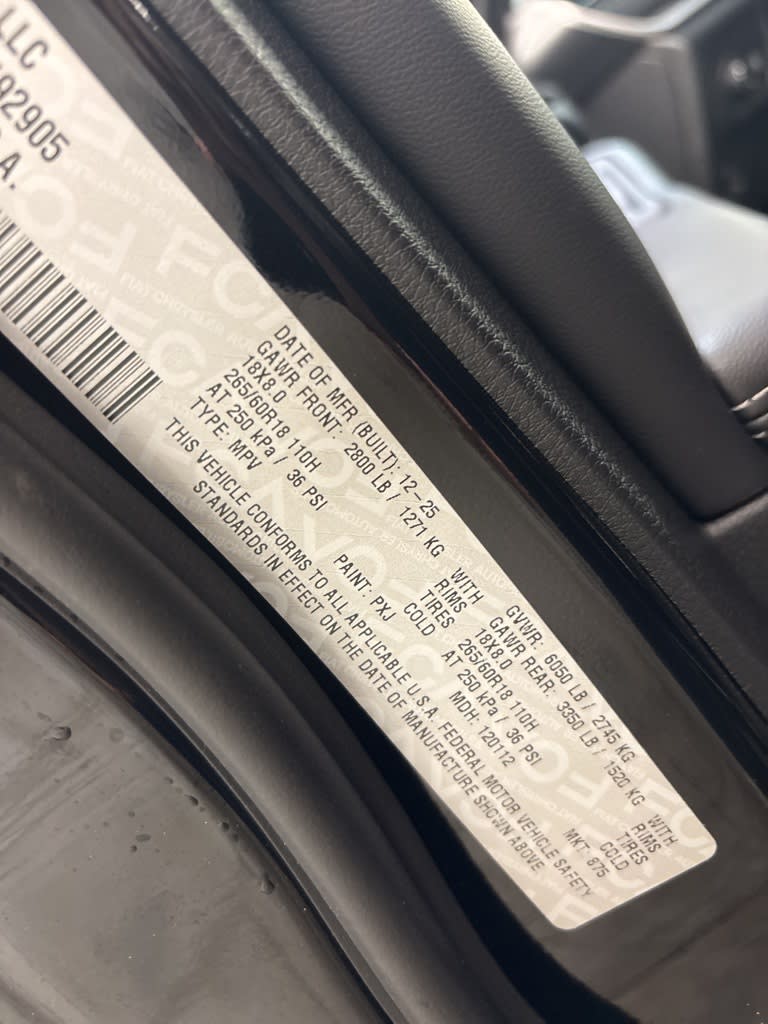 LLC
92905
A.
DATE OF MFR (BUILT): 12-25 GVWR: 6050 LB / 2745 KG
GAWR FRONT: 2800 LB / 1271 KG WITH GAWR REAR: 3350 LB / 1520 KG WITH
18X8.0 RIMS 18X8.0 RIMS
265/60R18 110H TIRES 265/60R18 110H TIRES
AT 250 kPa / 36 PSI COLD AT 250 kPa / 36 PSI COLD
TYPE: MPV PAINT: PXJ MDH: 120112 MKT: 875
THIS VEHICLE CONFORMS TO ALL APPLICABLE U.S.A. FEDERAL MOTOR VEHICLE SAFETY
STANDARDS IN EFFECT ON THE DATE OF MANUFACTURE SHOWN ABOVE